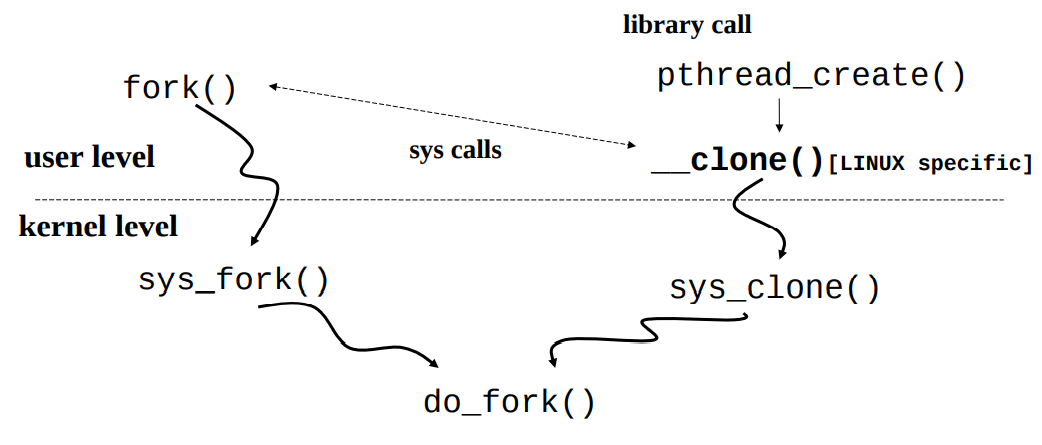 library call
pthread_create()
fork()
sys calls
user level
__clone()[LINUX specific]
kernel level
sys_fork()
sys_clone()
do_fork()